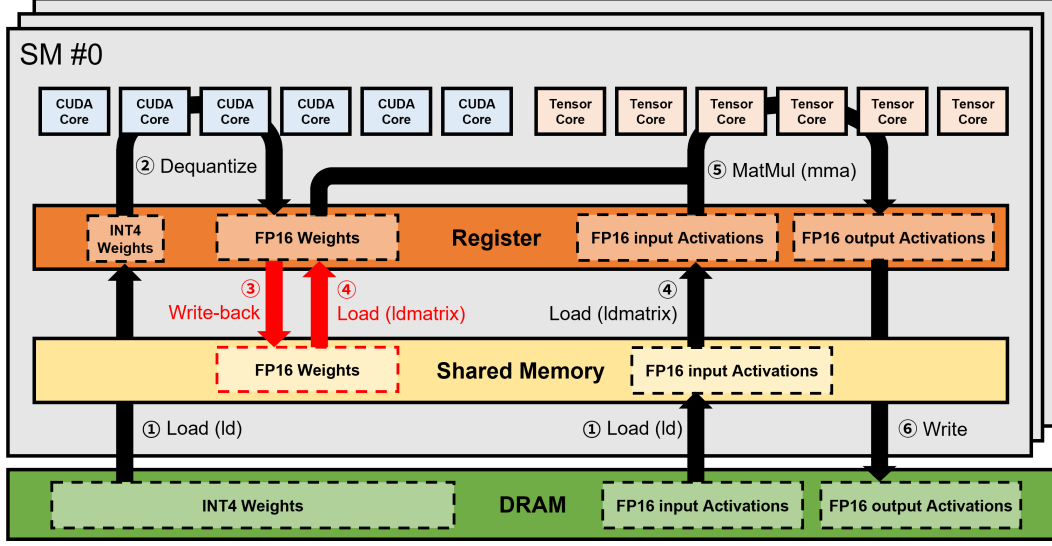 SM #0
CUDA
Core
CUDA
Core
CUDA
Core
CUDA
Core
CUDA
Core
CUDA
Core
Tensor
Core
Tensor
Core
Tensor
Core
Tensor
Core
Tensor
Core
Tensor
Core
② Dequantize
⑤ MatMul (mma)
INT4
Weights
FP16 Weights
Register
FP16 input Activations
FP16 output Activations
③
Write-back
④
Load (ldmatrix)
④
Load (ldmatrix)
FP16 Weights
Shared Memory
FP16 input Activations
① Load (ld)
① Load (ld)
⑥ Write
INT4 Weights
DRAM
FP16 input Activations
FP16 output Activations